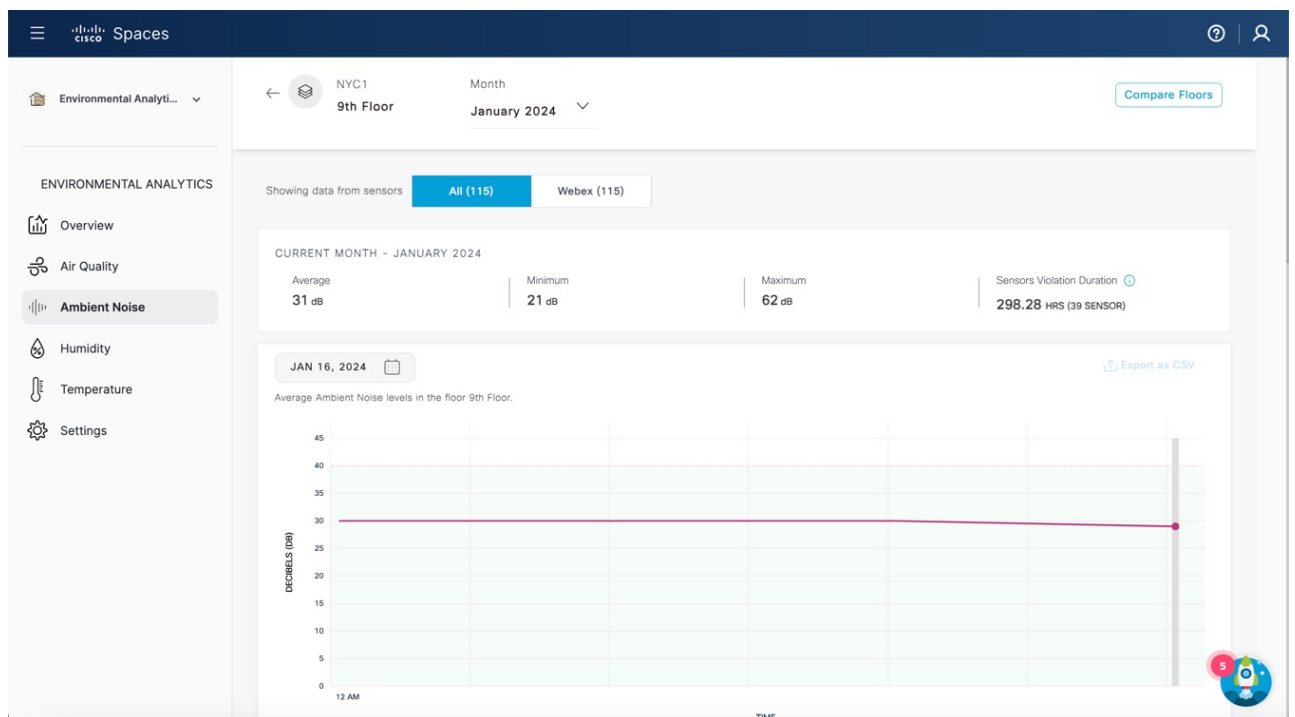 cisco Spaces
Environmental Analyti...
NYC1
9th Floor
Month
January 2024
Compare Floors
ENVIRONMENTAL ANALYTICS
Overview
Air Quality
Ambient Noise
Humidity
Temperature
Settings
Showing data from sensors
All (115)
Webex (115)
CURRENT MONTH - JANUARY 2024
Average
31 dB
Minimum
21 dB
Maximum
62 dB
Sensors Violation Duration
298.28 HRS (39 SENSOR)
JAN 16, 2024
Export as CSV
Average Ambient Noise levels in the floor 9th Floor.
DECIBELS (DB)
45
40
35
30
25
20
15
10
5
0
12 AM
TIME
5